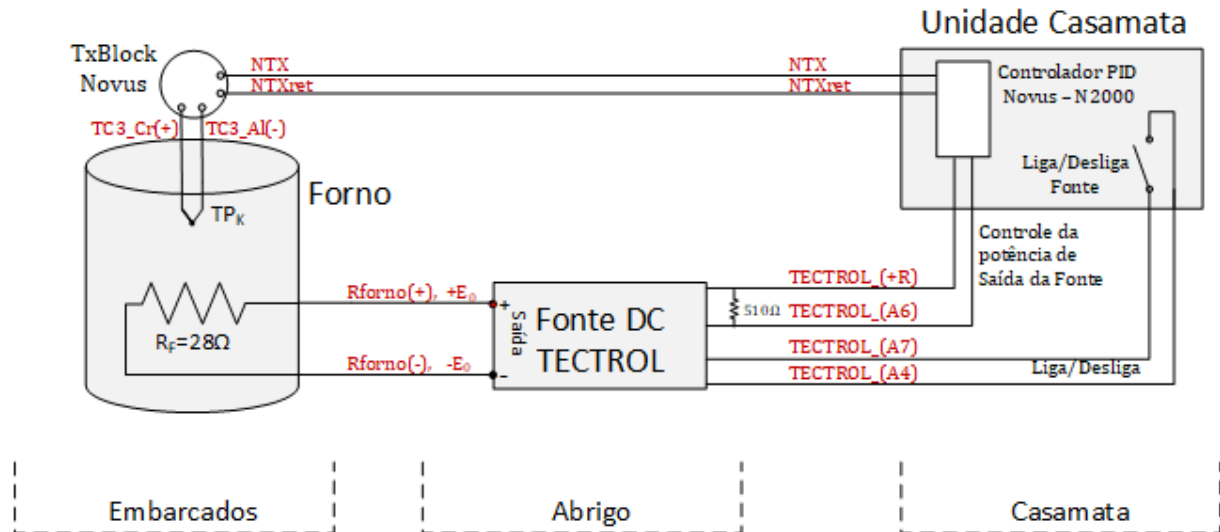 Unidade Casamata
TxBlock
Novus
NTX
NTXret
NTX
NTXret
Controlador PID
Novus – N2000
TC3_Cr(+)
TC3_Al(-)
Liga/Desliga
Fonte
Forno
TPK
Controle da
potência de
Saída da Fonte
Rforno(+), +E0
TECTROL_(+R)
+
Saída
-
Fonte DC
TECTROL
510Ω
TECTROL_(A6)
RF=28Ω
TECTROL_(A7)
Rforno(-), -E0
TECTROL_(A4)
Liga/Desliga
Embarcados
Abrigo
Casamata